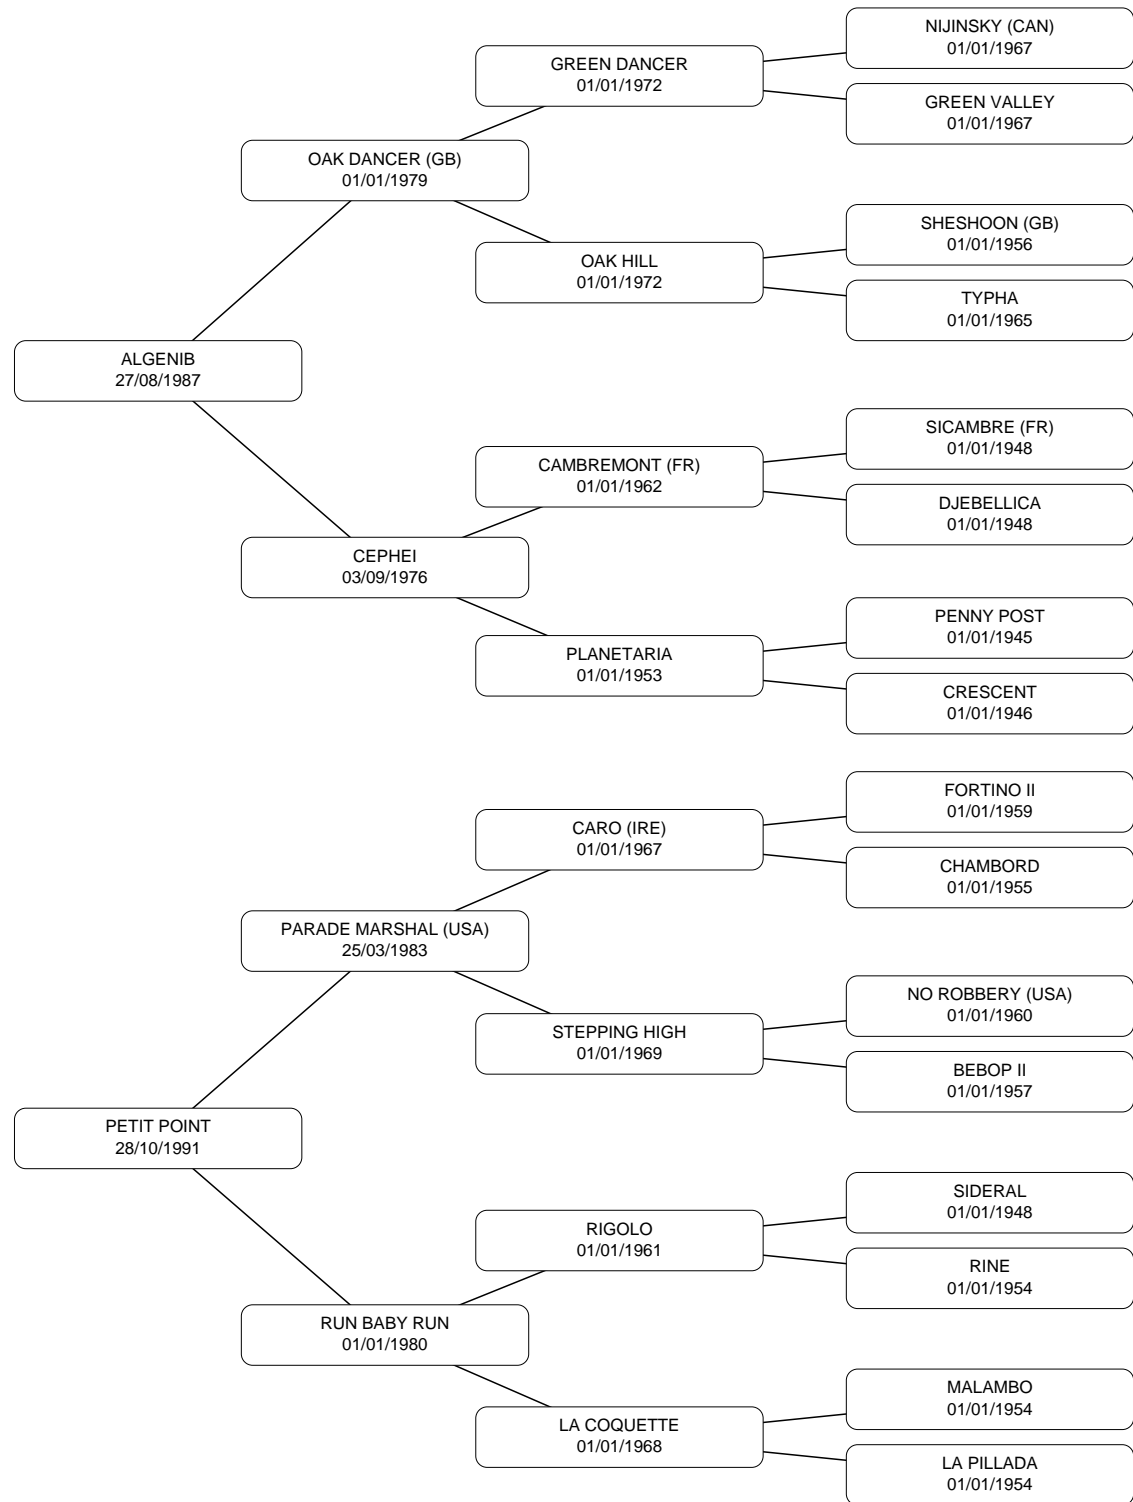 NIJINSKY (CAN)
01/01/1967
GREEN DANCER
01/01/1972
GREEN VALLEY
01/01/1967
OAK DANCER (GB)
01/01/1979
SHESHOON (GB)
01/01/1956
OAK HILL
01/01/1972
TYPHA
01/01/1965
ALGENIB
27/08/1987
SICAMBRE (FR)
01/01/1948
CAMBREMONT (FR)
01/01/1962
DJEBELLICA
01/01/1948
CEPHEI
03/09/1976
PENNY POST
01/01/1945
PLANETARIA
01/01/1953
CRESCENT
01/01/1946
FORTINO II
01/01/1959
CARO (IRE)
01/01/1967
CHAMBORD
01/01/1955
PARADE MARSHAL (USA)
25/03/1983
NO ROBBERY (USA)
01/01/1960
STEPPING HIGH
01/01/1969
BEBOP II
01/01/1957
PETIT POINT
28/10/1991
SIDERAL
01/01/1948
RIGOLO
01/01/1961
RINE
01/01/1954
RUN BABY RUN
01/01/1980
MALAMBO
01/01/1954
LA COQUETTE
01/01/1968
LA PILLADA
01/01/1954